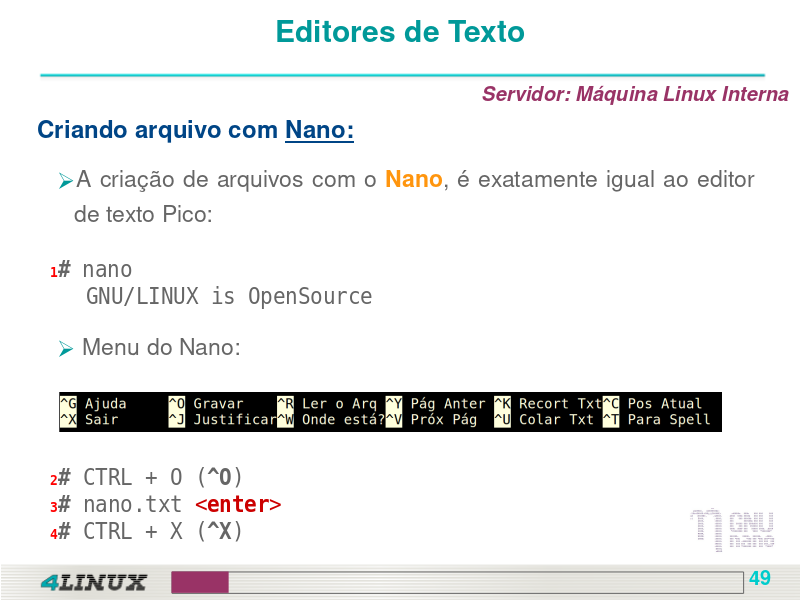 Editores de Texto
Servidor: Máquina Linux Interna
Criando arquivo com Nano:
➢A criação de arquivos com o Nano, é exatamente igual ao editor
de texto Pico:
1# nano
GNU/LINUX is OpenSource
➢ Menu do Nano:
^G Ajuda ^O Gravar ^R Ler o Arq ^Y Pág Anter ^K Recort Txt^C Pos Atual
^X Sair ^J Justificar^W Onde está?^V Próx Pág ^U Colar Txt ^T Para Spell
2# CTRL + O (^O)
3# nano.txt <enter>
4# CTRL + X (^X)
GNU
nano
4LINUX
49